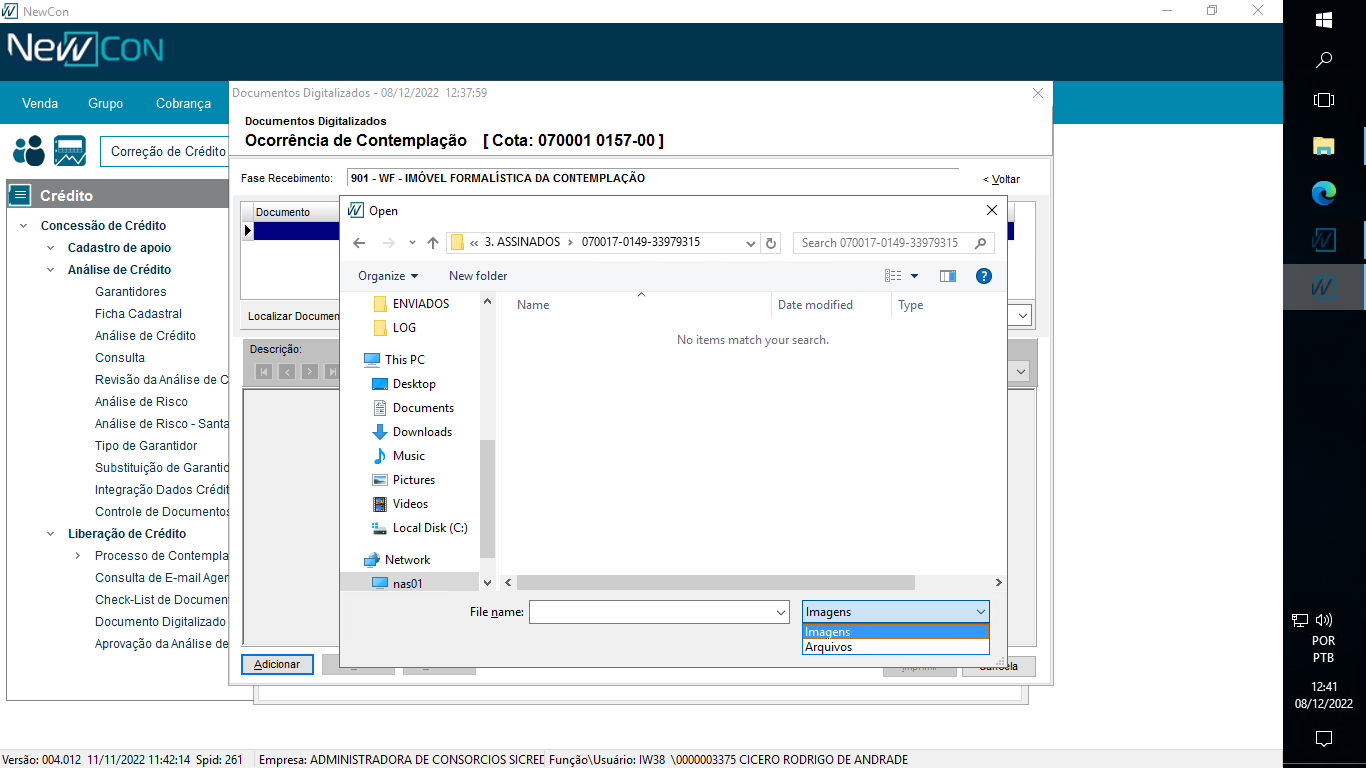 NewCon
NEWCON
Venda Grupo Cobrança
Correção de Crédito
Crédito
Concessão de Crédito
Cadastro de apoio
Análise de Crédito
Garantidores
Ficha Cadastral
Análise de Crédito
Consulta
Revisão da Análise de C
Análise de Risco
Análise de Risco - Santa
Tipo de Garantidor
Substituição de Garantid
Integração Dados Crédit
Controle de Documentos
Liberação de Crédito
Processo de Contempla
Consulta de E-mail Agen
Check-List de Documen
Documento Digitalizado
Aprovação da Análise de
Documentos Digitalizados - 08/12/2022 12:37:59
Documentos Digitalizados
Ocorrência de Contemplação [ Cota: 070001 0157-00 ]
Fase Recebimento: 901 - WF - IMÓVEL FORMALÍSTICA DA CONTEMPLAÇÃO < Voltar
Documento
Localizar Documen
Descrição:
Open
« 3. ASSINADOS > 070017-0149-33979315
Search 070017-0149-33979315
Organize New folder
ENVIADOS
LOG
This PC
Desktop
Documents
Downloads
Music
Pictures
Videos
Local Disk (C:)
Network
nas01
Name Date modified Type
No items match your search.
File name: Imagens
Imagens
Arquivos
Adicionar
Cancela
POR
PTB
12:41
08/12/2022
Versão: 004.012 11/11/2022 11:42:14 Spid: 261 Empresa: ADMINISTRADORA DE CONSORCIOS SICRED Função\Usuário: IW38 \0000003375 CICERO RODRIGO DE ANDRADE